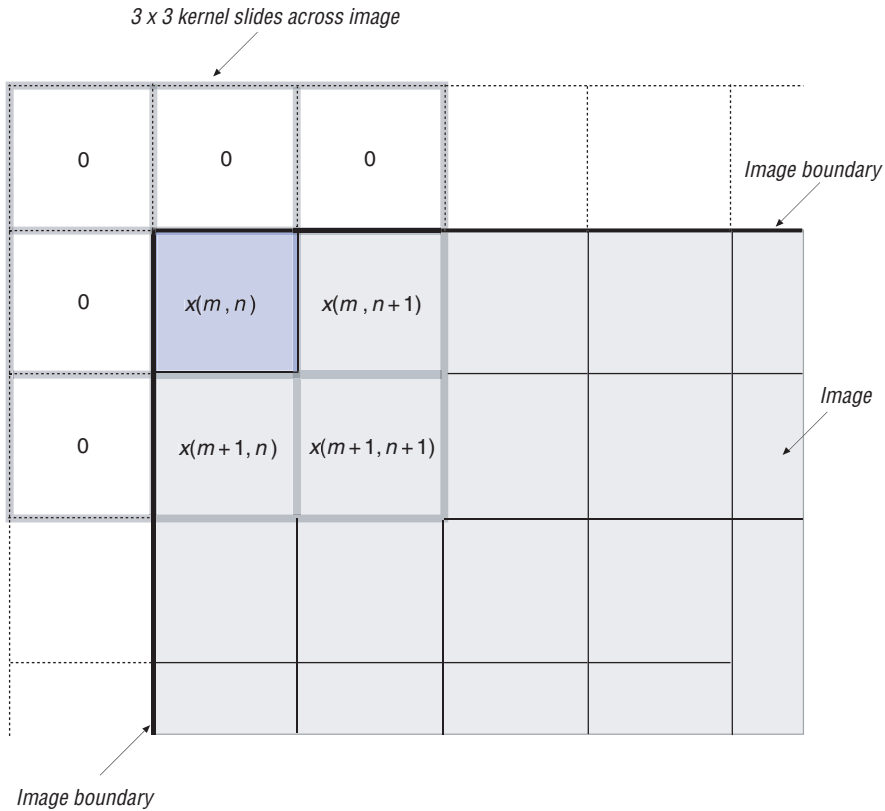 3 x 3 kernel slides across image
0 0 0
Image boundary
0 x(m, n) x(m, n+1)
Image
0 x(m+1, n) x(m+1, n+1)
Image boundary